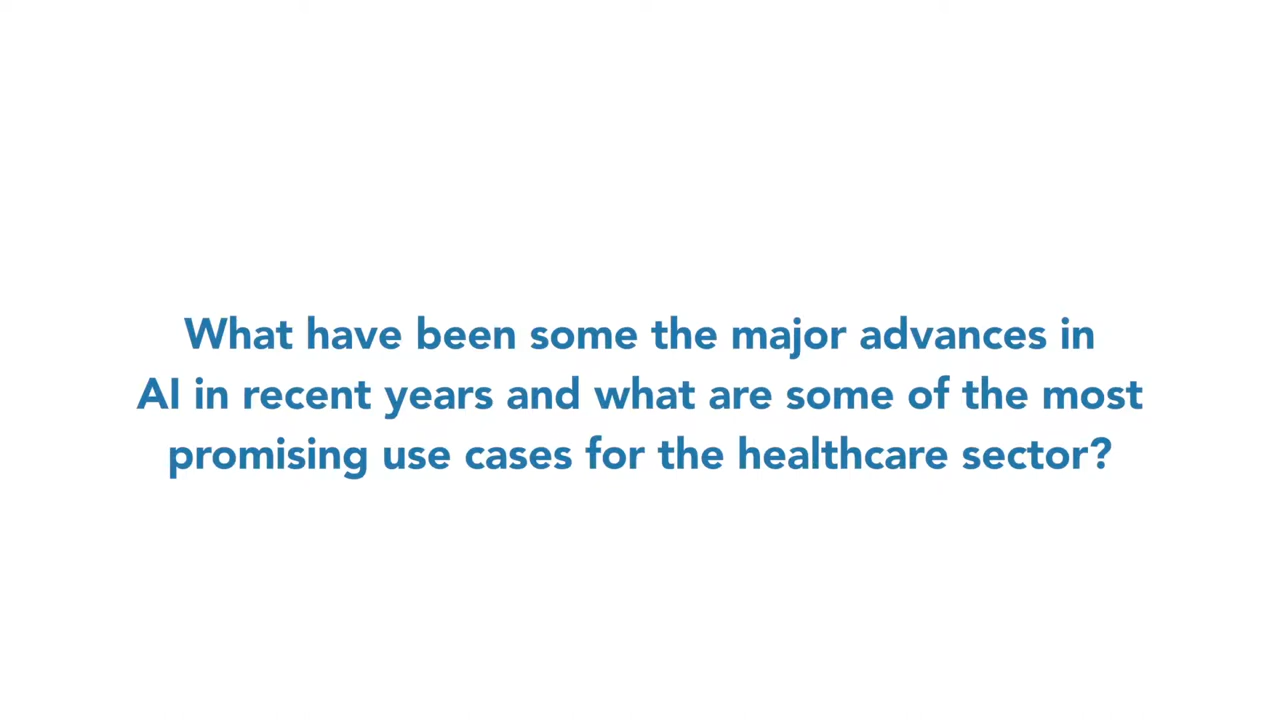 What have been some the major advances in
AI in recent years and what are some of the most
promising use cases for the healthcare sector?